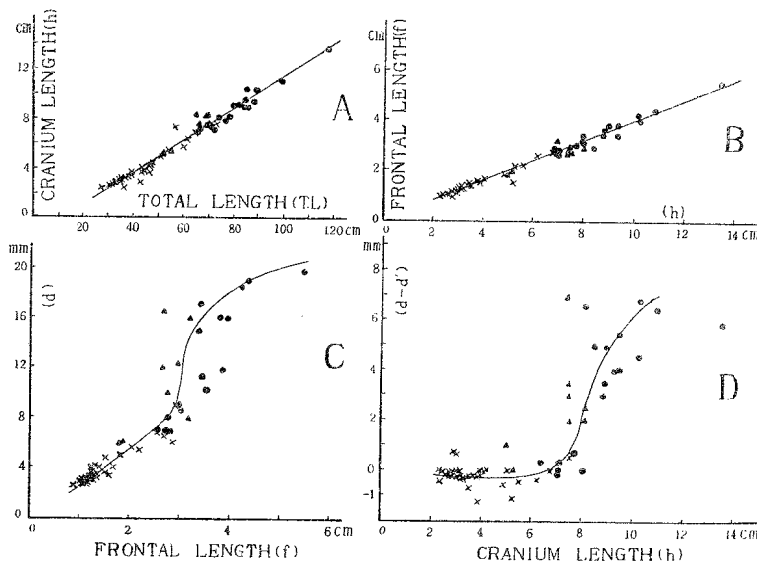 Cm
CRANIUM LENGTH(h)
12
8
4
A
TOTAL LENGTH(T.L)
20 40 60 80 100 120 cm
Cm
FRONTAL LENGTH(f)
6
4
2
0
B
(h)
0 2 4 6 8 10 12 14 cm
mm
20
16
12
8
4
0
(d)
C
0 2 4 6 cm
FRONTAL LENGTH(f)
mm
8
6
4
2
0
-1
(d-d')
D
0 2 4 6 8 10 12 14 cm
CRANIUM LENGTH(h)